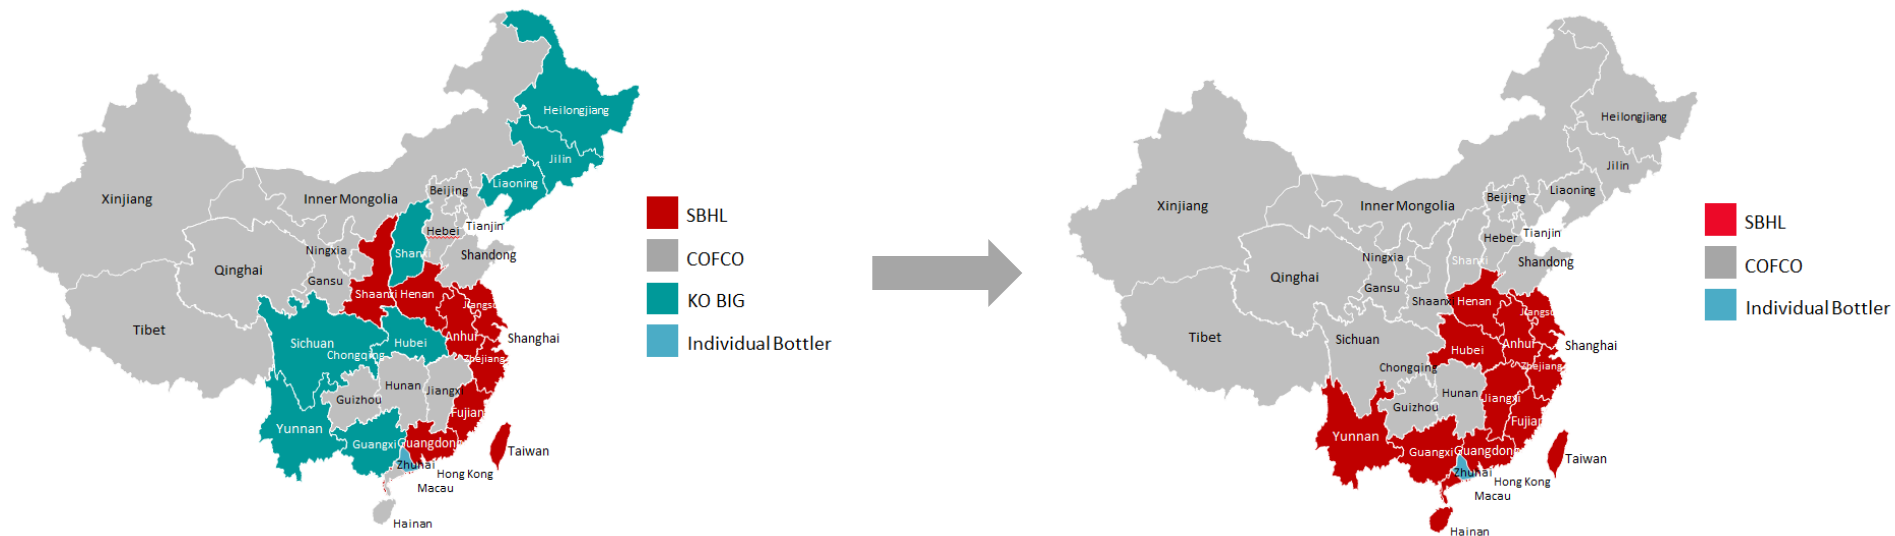 Heilongjiang
Jilin
Liaoning
Beijing
Xinjiang
Inner Mongolia
Tianjin
Hebei
Ningxia
Shanxi
Shandong
Qinghai
Gansu
Shaanxi
Henan
Jiangso
Tibet
Anhur
Shanghai
Sichuan
Hubei
Chongqing
Zhejiang
Hunan
Jiangxi
Guizhou
Fujian
Yunnan
Guangxi
Guangdong
Taiwan
Zhuhai
Hong Kong
Macau
Hainan
SBHL
COFCO
KO BIG
Individual Bottler
Heilongjiang
Jilin
Liaoning
Beijing
Xinjiang
Inner Mongolia
Tianjin
Heber
Ningxia
Shanxi
Shandong
Qinghai
Gansu
Shaanxi
Henan
Jiangso
Tibet
Sichuan
Anhur
Hubei
Shanghai
Chongqing
Zhejiang
Hunan
Jiangxi
Guizhou
Fujian
Yunnan
Guangxi
Guangdong
Taiwan
Zhuhai
Hong Kong
Macau
Hainan
SBHL
COFCO
Individual Bottler